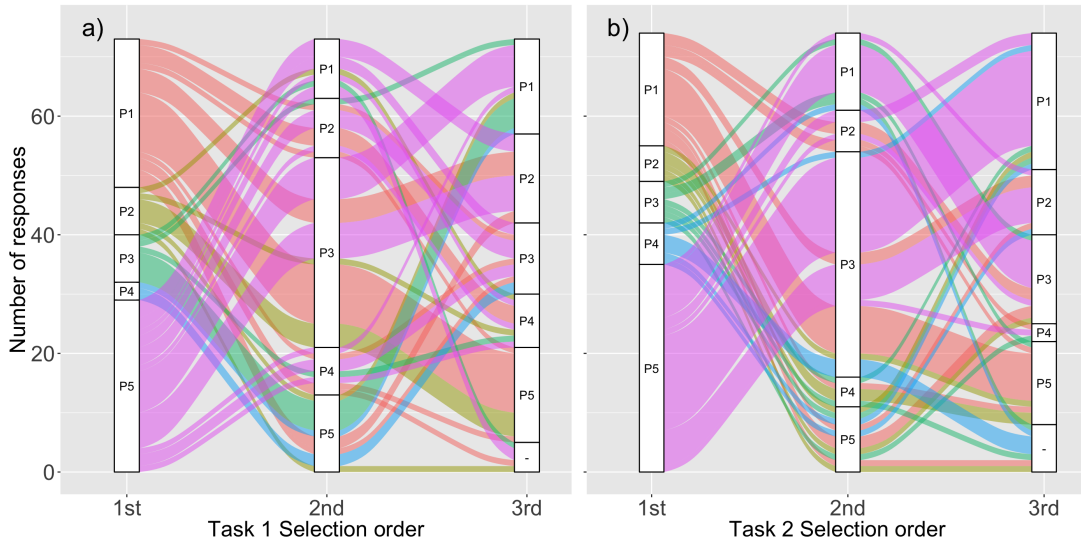 a)
b)
Number of responses
60
40
20
0
P1
P2
P3
P4
P5
P1
P2
P3
P4
P5
P1
P2
P3
P4
P5
-
P1
P2
P3
P4
P5
P1
P2
P3
P4
P5
P1
P2
P3
P4
P5
-
1st
2nd
3rd
1st
2nd
3rd
Task 1 Selection order
Task 2 Selection order